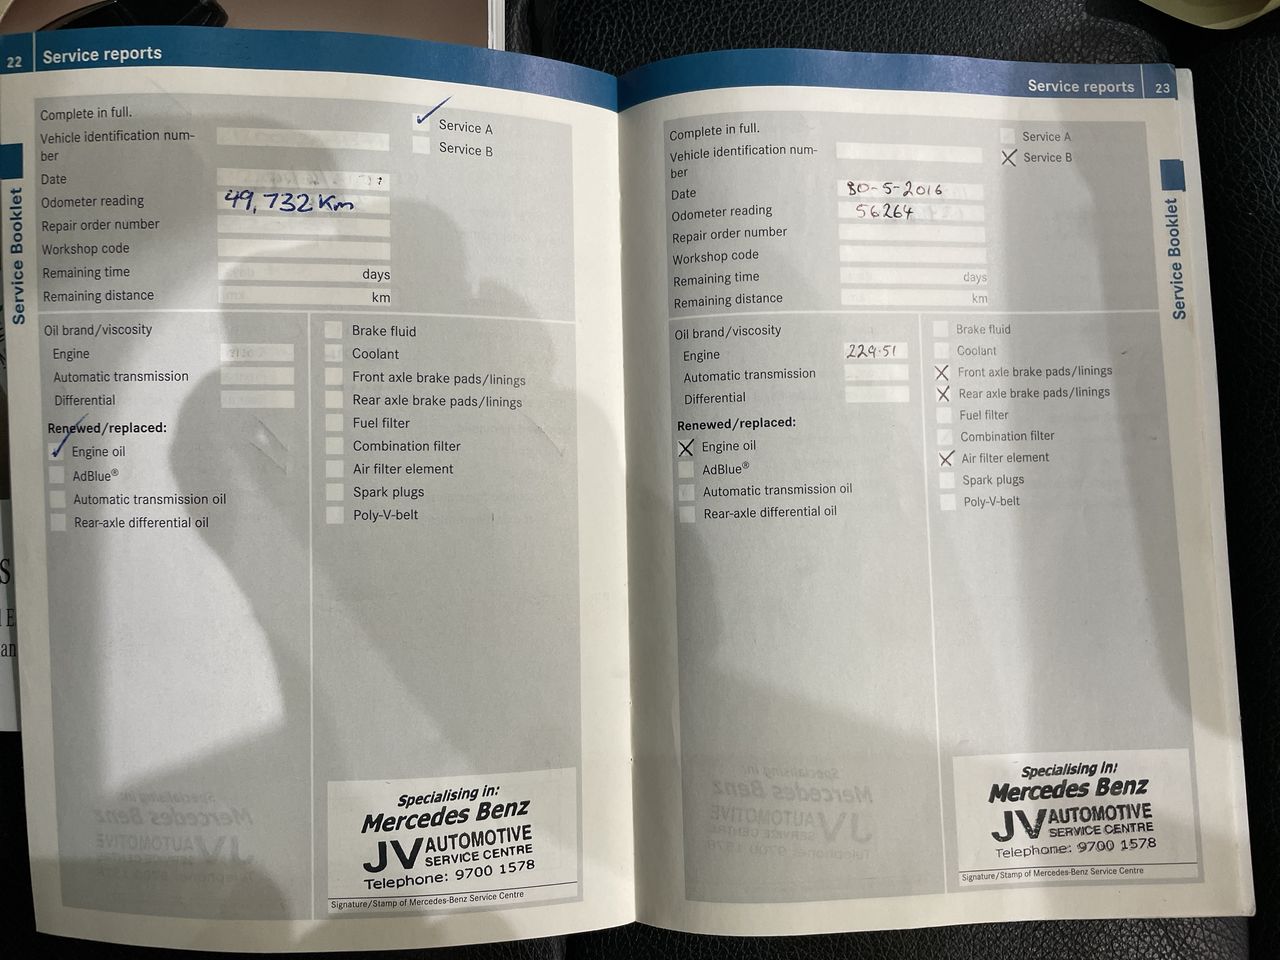 22 Service reports
Complete in full.
Vehicle identification num-
ber
Service A
Service B
Date
Odometer reading 49,732 Km
Repair order number
Workshop code
Remaining time days
Remaining distance km
Oil brand/viscosity
Engine
Automatic transmission
Differential
Renewed/replaced:
Engine oil
AdBlue®
Automatic transmission oil
Rear-axle differential oil
Brake fluid
Coolant
Front axle brake pads/linings
Rear axle brake pads/linings
Fuel filter
Combination filter
Air filter element
Spark plugs
Poly-V-belt
Specialising in:
Mercedes Benz
JV AUTOMOTIVE
SERVICE CENTRE
Telephone: 9700 1578
Signature/Stamp of Mercedes-Benz Service Centre
Service Booklet
Service reports 23
Complete in full.
Vehicle identification num-
ber
Service A
Service B
Date 30-5-2016
Odometer reading 56264
Repair order number
Workshop code
Remaining time days
Remaining distance km
Oil brand/viscosity
Engine 229.51
Automatic transmission
Differential
Renewed/replaced:
Engine oil
AdBlue®
Automatic transmission oil
Rear-axle differential oil
Brake fluid
Coolant
Front axle brake pads/linings
Rear axle brake pads/linings
Fuel filter
Combination filter
Air filter element
Spark plugs
Poly-V-belt
Specialising in:
Mercedes Benz
JV AUTOMOTIVE
SERVICE CENTRE
Telephone: 9700 1578
Signature/Stamp of Mercedes-Benz Service Centre
Service Booklet